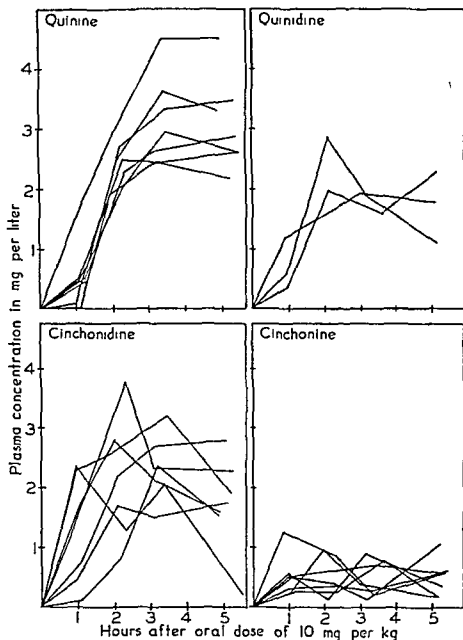 Quinine
Quinidine
4
3
2
1
Cinchonidine
Cinchonine
4
3
2
1
1 2 3 4 5
1 2 3 4 5
Plasma concentration in mg per liter
Hours after oral dose of 10 mg per kg